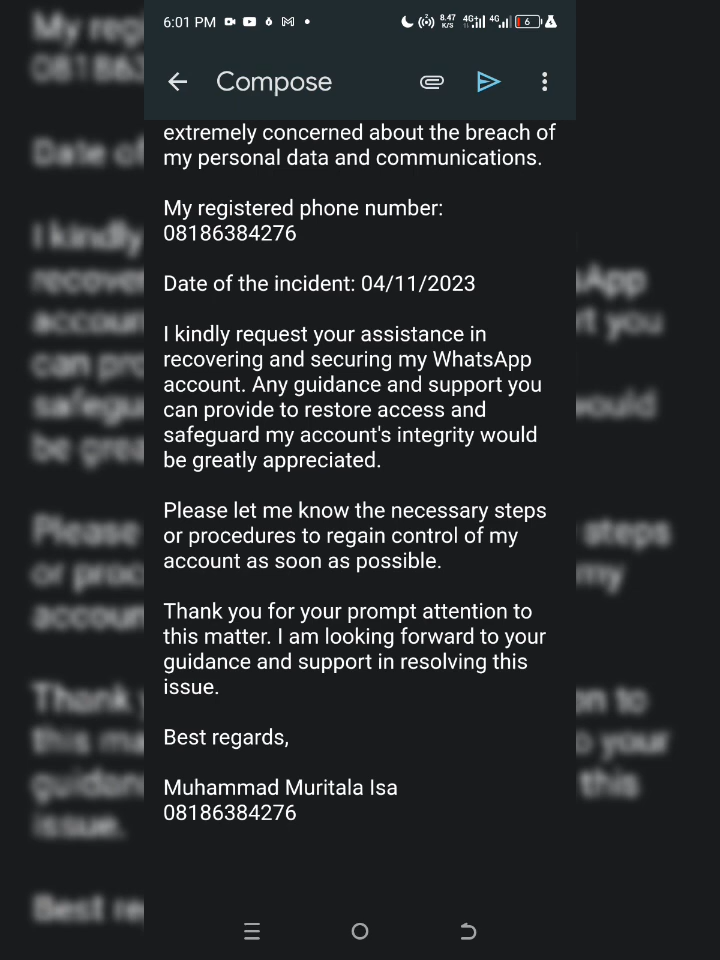 6:01 PM
8.47 K/S 4G+ 4G 6
Compose
extremely concerned about the breach of
my personal data and communications.
My registered phone number:
08186384276
Date of the incident: 04/11/2023
I kindly request your assistance in
recovering and securing my WhatsApp
account. Any guidance and support you
can provide to restore access and
safeguard my account's integrity would
be greatly appreciated.
Please let me know the necessary steps
or procedures to regain control of my
account as soon as possible.
Thank you for your prompt attention to
this matter. I am looking forward to your
guidance and support in resolving this
issue.
Best regards,
Muhammad Muritala Isa
08186384276